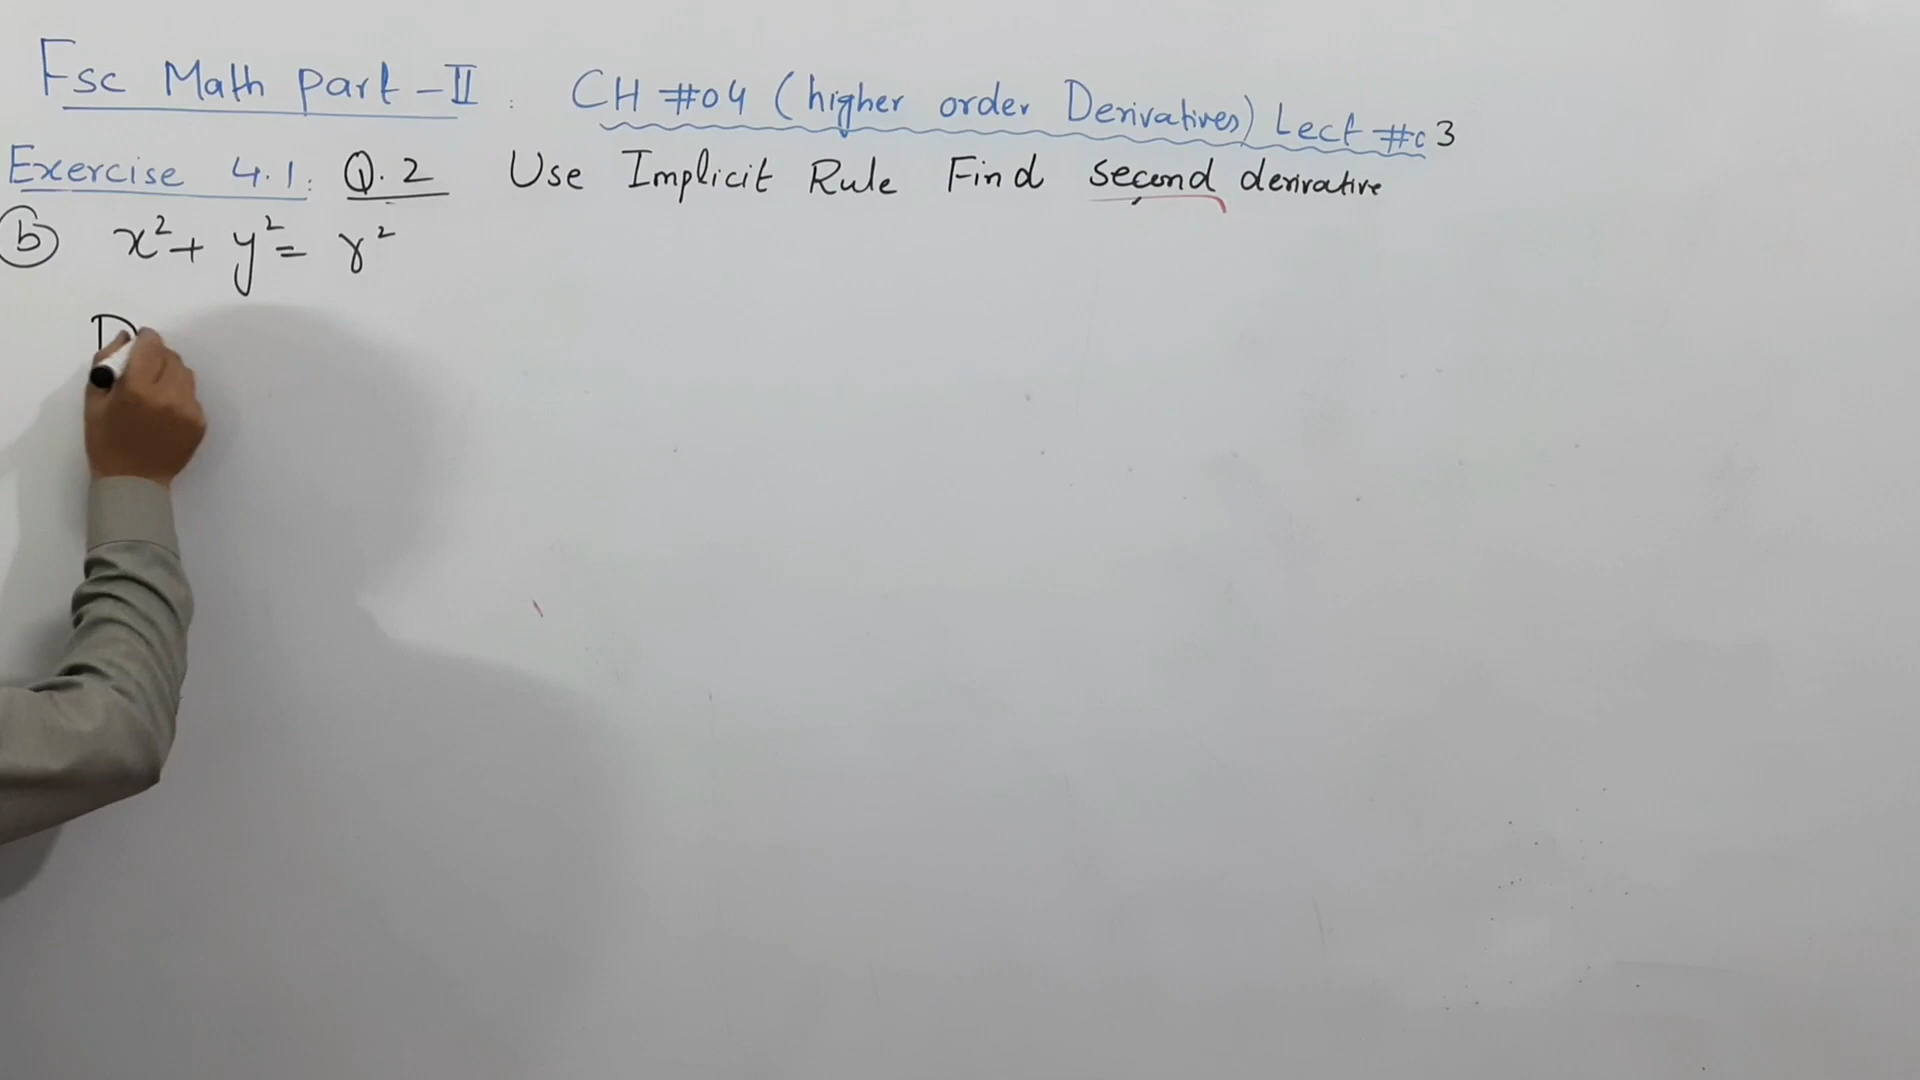 Fsc Math part-II : CH #04 (higher order Derivatives) Lect #03
Exercise 4.1: Q.2 Use Implicit Rule Find second derivative
(b) x² + y² = r²
D